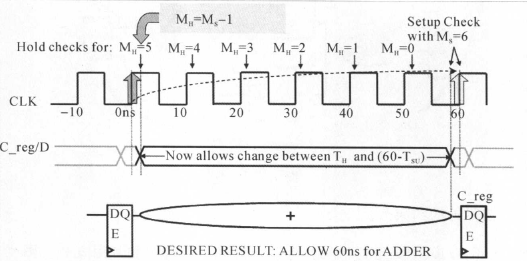 M_H=M_S−1
Setup Check
with M_S=6
Hold checks for: M_H=5 M_H=4 M_H=3 M_H=2 M_H=1 M_H=0
CLK
−10 0ns 10 20 30 40 50 60
C_reg/D
Now allows change between T_H and (60-T_SU)
C_reg
DQ + DQ
E E
DESIRED RESULT: ALLOW 60ns for ADDER